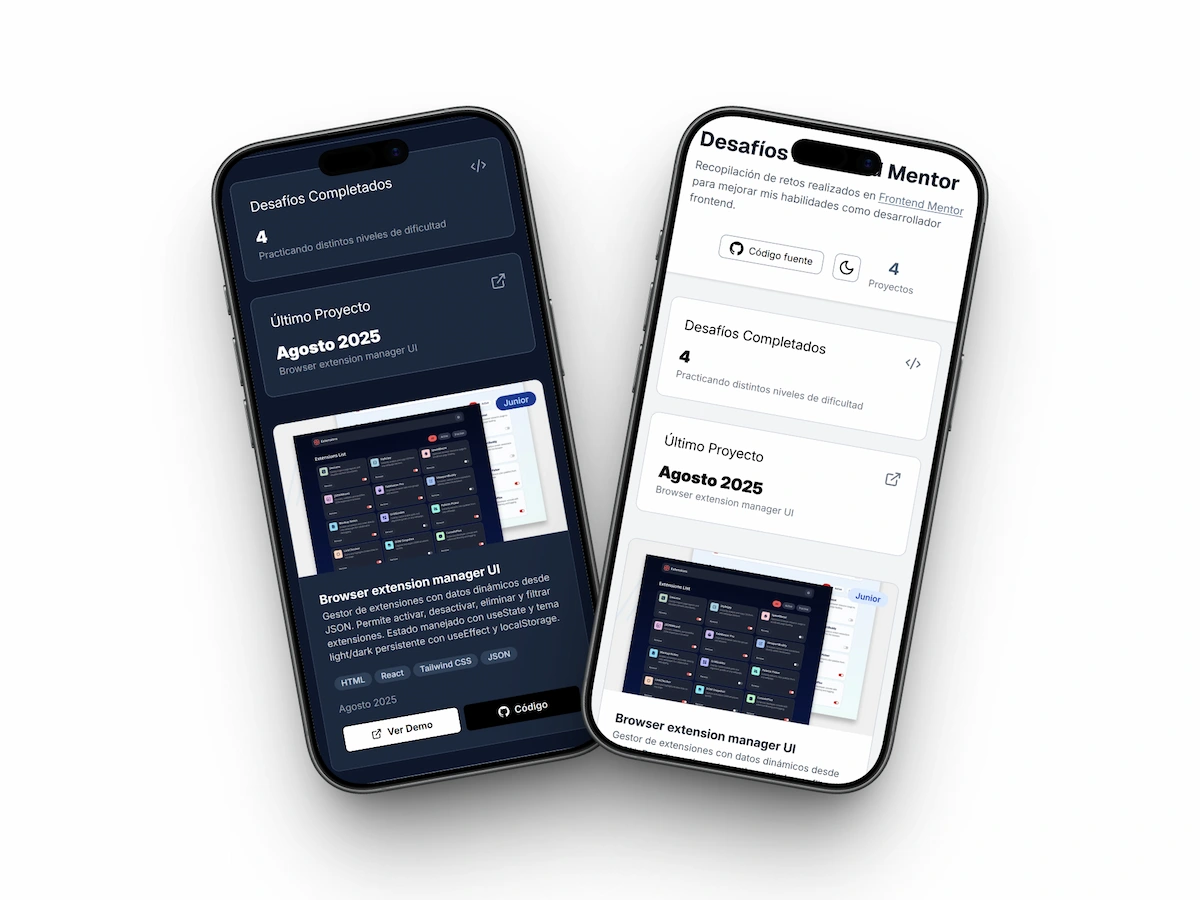 Desafíos Completados
4
Practicando distintos niveles de dificultad
Último Proyecto
Agosto 2025
Browser extension manager UI
Junior
Extensions
Extensions List
Browser extension manager UI
Gestor de extensiones con datos dinámicos desde
JSON. Permite activar, desactivar, eliminar y filtrar
extensiones. Estado manejado con useState y tema
light/dark persistente con useEffect y localStorage.
HTML React Tailwind CSS JSON
Agosto 2025
Ver Demo Código
Desafíos Mentor
Recopilación de retos realizados en Frontend Mentor
para mejorar mis habilidades como desarrollador
frontend.
Código fuente
4
Proyectos
Desafíos Completados
4
Practicando distintos niveles de dificultad
Último Proyecto
Agosto 2025
Browser extension manager UI
Junior
Extensions
Extensions List
Browser extension manager UI
Gestor de extensiones con datos dinámicos desde